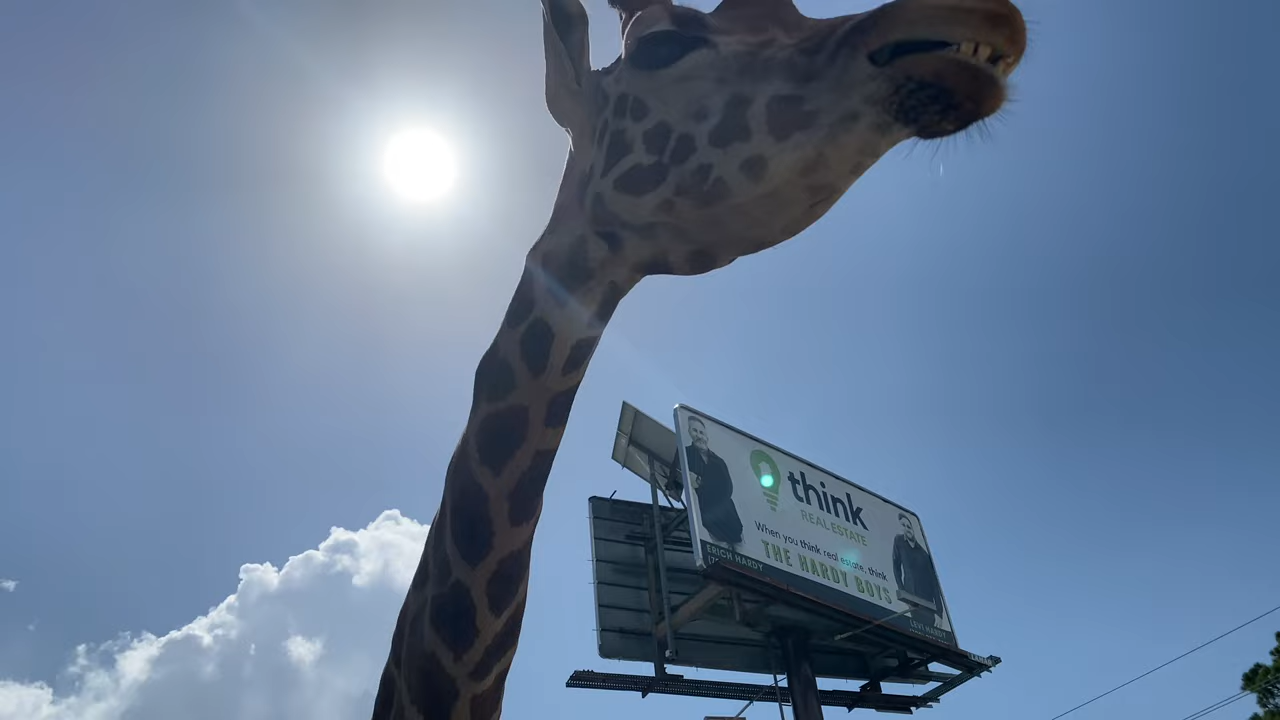 think
REAL ESTATE
When you think real estate, think
THE HARDY BOYS
ERICH HARDY
LEVI HARDY